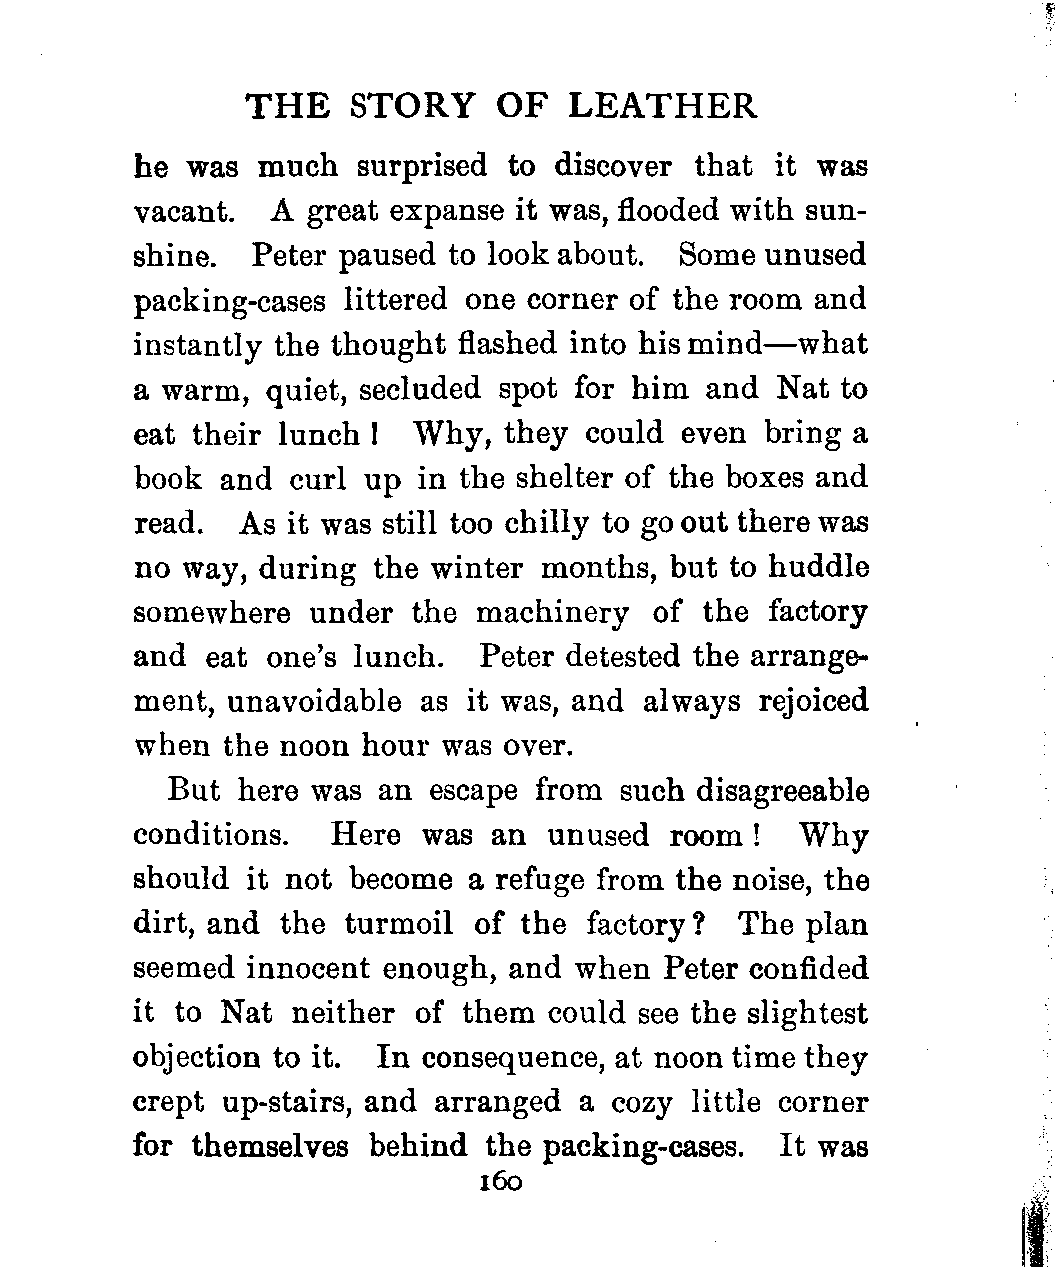 THE STORY OF LEATHER
he was much surprised to discover that it was
vacant. A great expanse it was, flooded with sun-
shine. Peter paused to look about. Some unused
packing-cases littered one corner of the room and
instantly the thought flashed into his mind—what
a warm, quiet, secluded spot for him and Nat to
eat their lunch! Why, they could even bring a
book and curl up in the shelter of the boxes and
read. As it was still too chilly to go out there was
no way, during the winter months, but to huddle
somewhere under the machinery of the factory
and eat one's lunch. Peter detested the arrange-
ment, unavoidable as it was, and always rejoiced
when the noon hour was over.
But here was an escape from such disagreeable
conditions. Here was an unused room! Why
should it not become a refuge from the noise, the
dirt, and the turmoil of the factory? The plan
seemed innocent enough, and when Peter confided
it to Nat neither of them could see the slightest
objection to it. In consequence, at noon time they
crept up-stairs, and arranged a cozy little corner
for themselves behind the packing-cases. It was
160